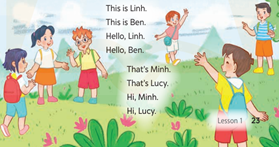 This is Linh.
This is Ben.
Hello, Linh.
Hello, Ben.
That's Minh.
That's Lucy.
Hi, Minh.
Hi, Lucy.
Lesson 1 23